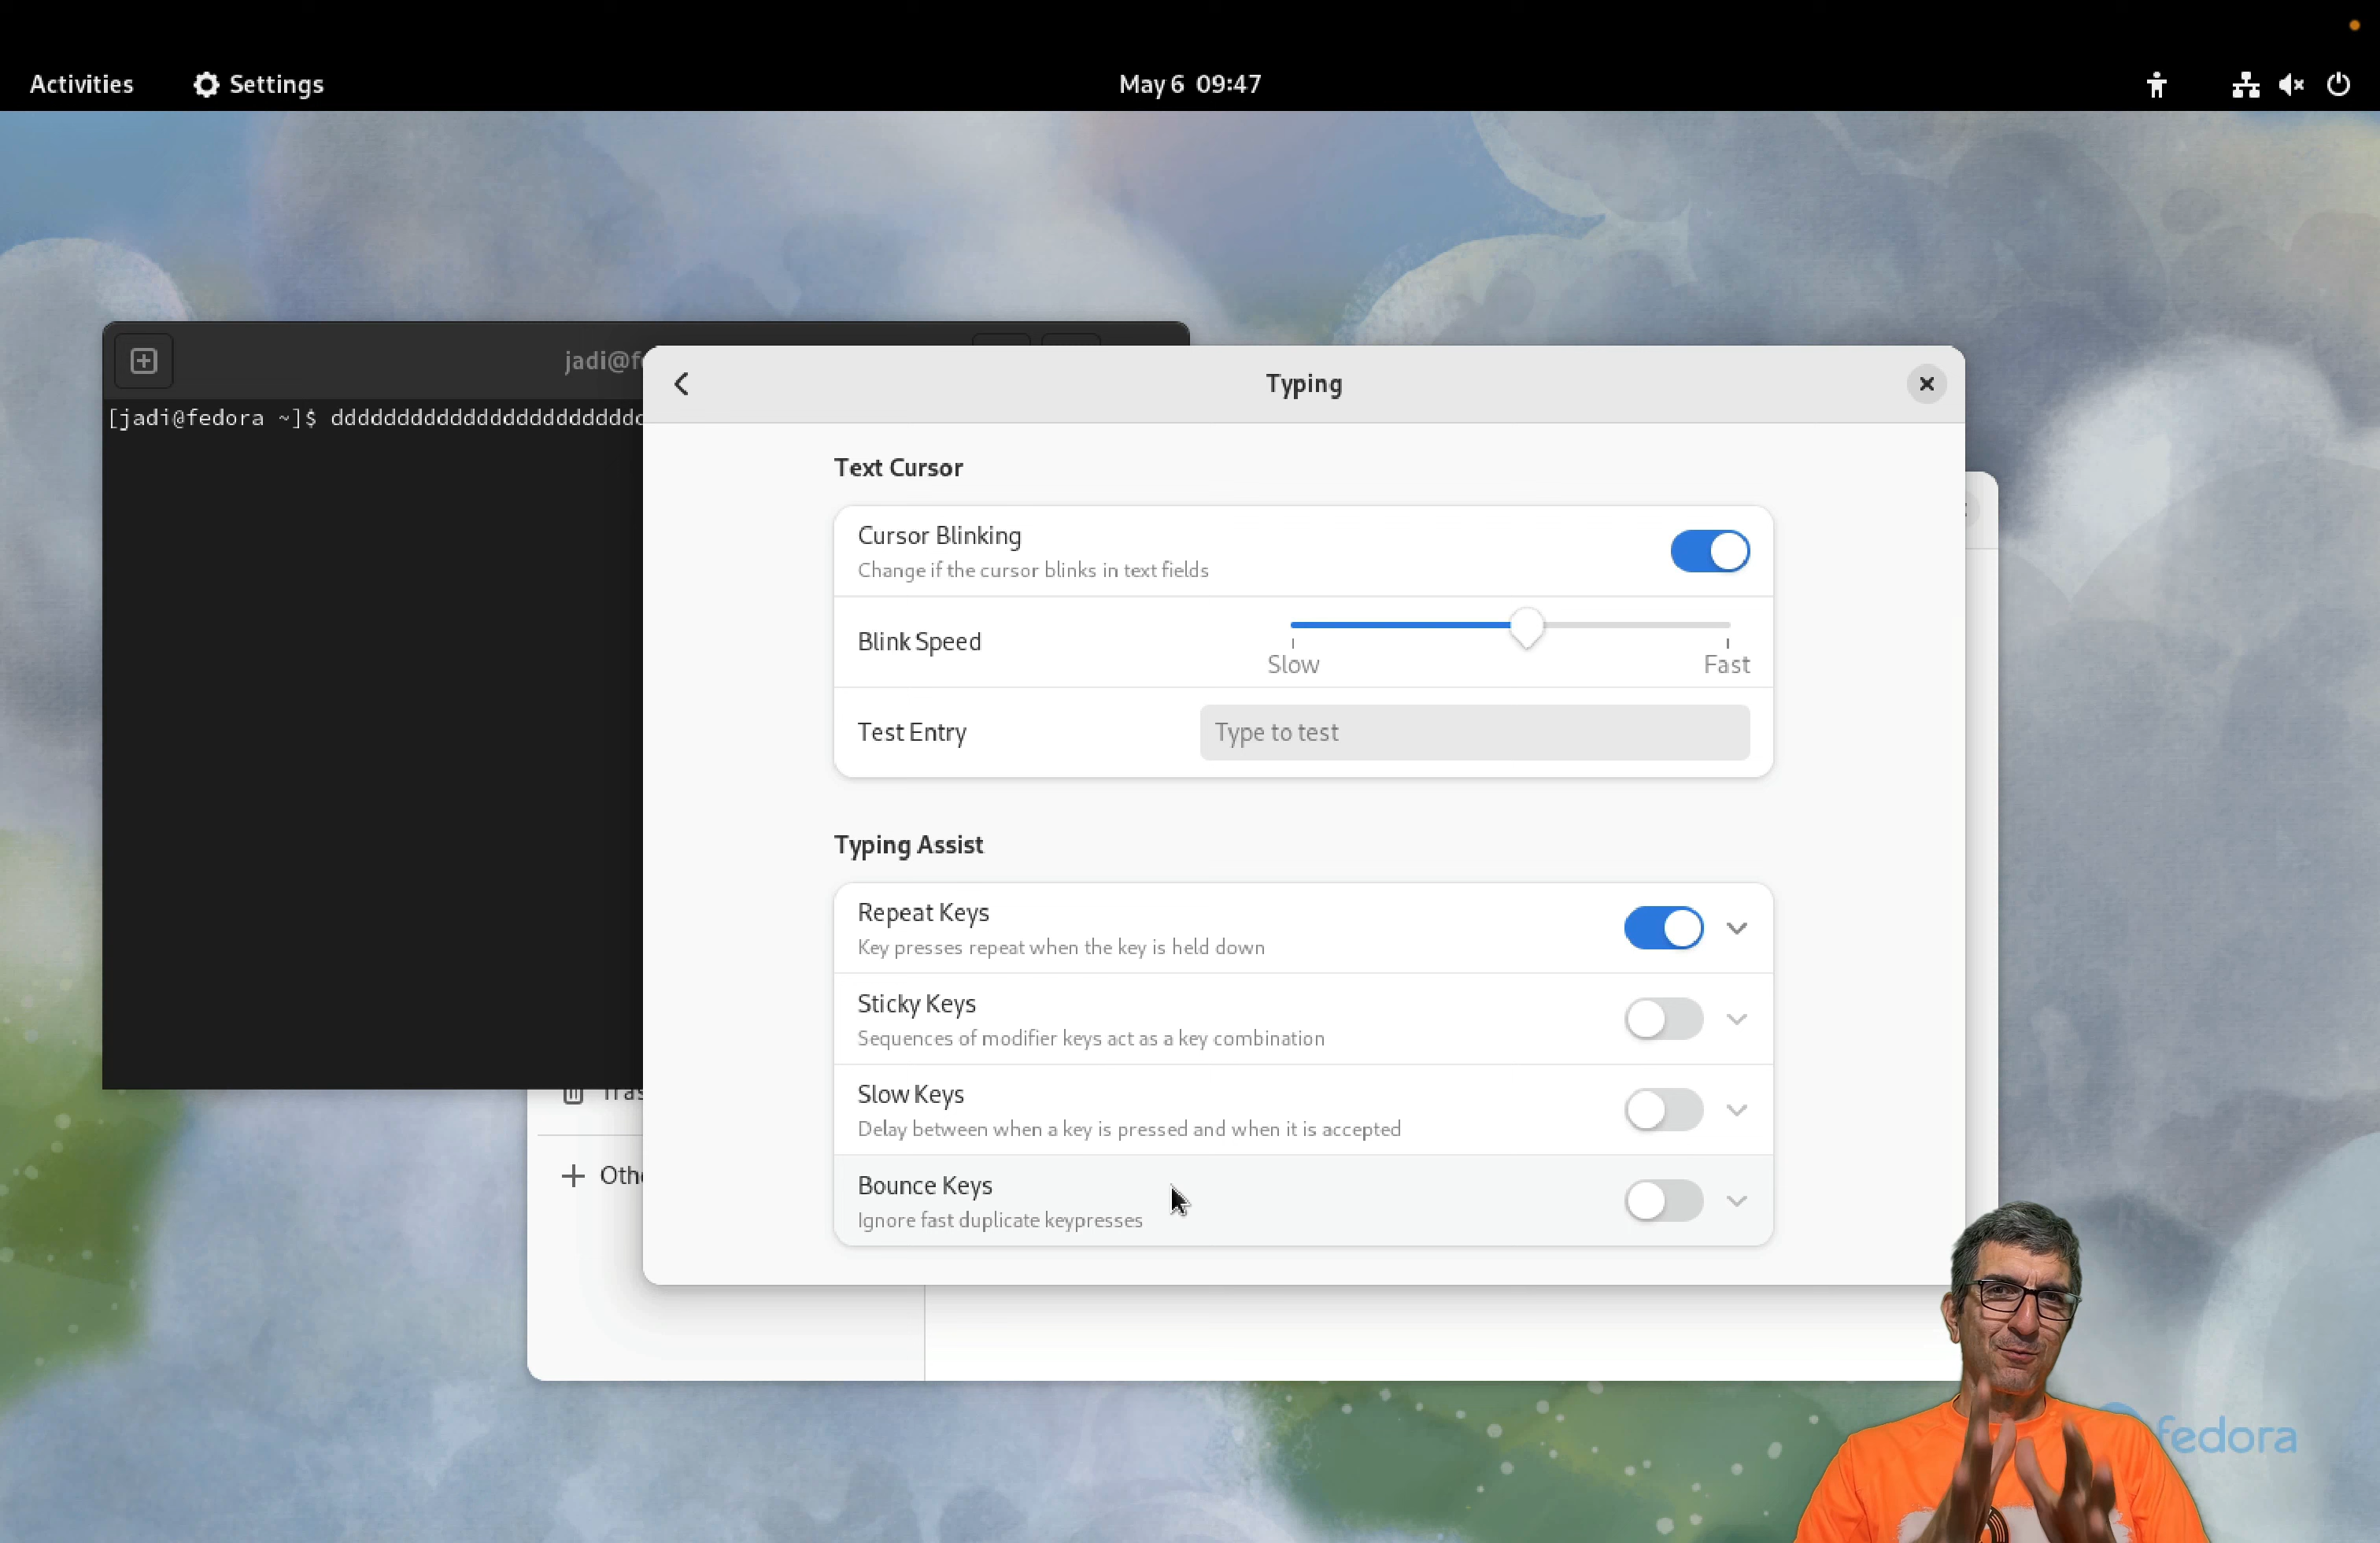 Activities
Settings
May 6 09:47
jadi@f
[jadi@fedora ~]$ ddddddddddddddddddddddd
Typing
Text Cursor
Cursor Blinking
Change if the cursor blinks in text fields
Blink Speed
Slow
Fast
Test Entry
Type to test
Typing Assist
Repeat Keys
Key presses repeat when the key is held down
Sticky Keys
Sequences of modifier keys act as a key combination
Slow Keys
Delay between when a key is pressed and when it is accepted
Bounce Keys
Ignore fast duplicate keypresses
Tras
Othe
fedora